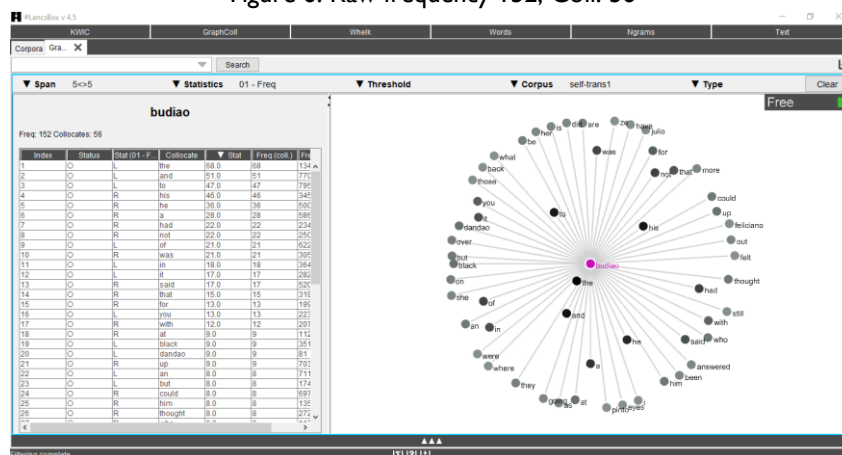 #LancsBox v 4.5
KWIC GraphColl Whelk Words Ngrams Text
Corpora Gra... X
Search
▼ Span 5<>5 ▼ Statistics 01 - Freq ▼ Threshold ▼ Corpus self-trans1 ▼ Type Clear
budiao
Freq: 152 Collocates: 56
Index Status Stat (01 - F... Collocate ▼ Stat Freq (coll.)
1 O L the 68.0 68
2 O L and 51.0 51
3 O L to 47.0 47
4 O R his 46.0 46
5 O R he 36.0 36
6 O R a 28.0 28
7 O R had 22.0 22
8 O R not 22.0 22
9 O L of 21.0 21
10 O R was 21.0 21
11 O L in 18.0 18
12 O L it 17.0 17
13 O R said 17.0 17
14 O R that 15.0 15
15 O R for 13.0 13
16 O L you 13.0 13
17 O R with 12.0 12
18 O R at 9.0 9
19 O L black 9.0 9
20 O L dandao 9.0 9
21 O R up 9.0 9
22 O L an 8.0 8
23 O L but 8.0 8
24 O R could 8.0 8
25 O R him 8.0 8
26 O R thought 8.0 8
Free
is did are ze have
her julio
be was for
what
back not that more
those
you could
it to up
dandao his feliciano
over out
but felt
black budiao
on the thought
she had
of still
and with
an in
he said who
were
where answered
a been
they him
going as at pinto eyes i